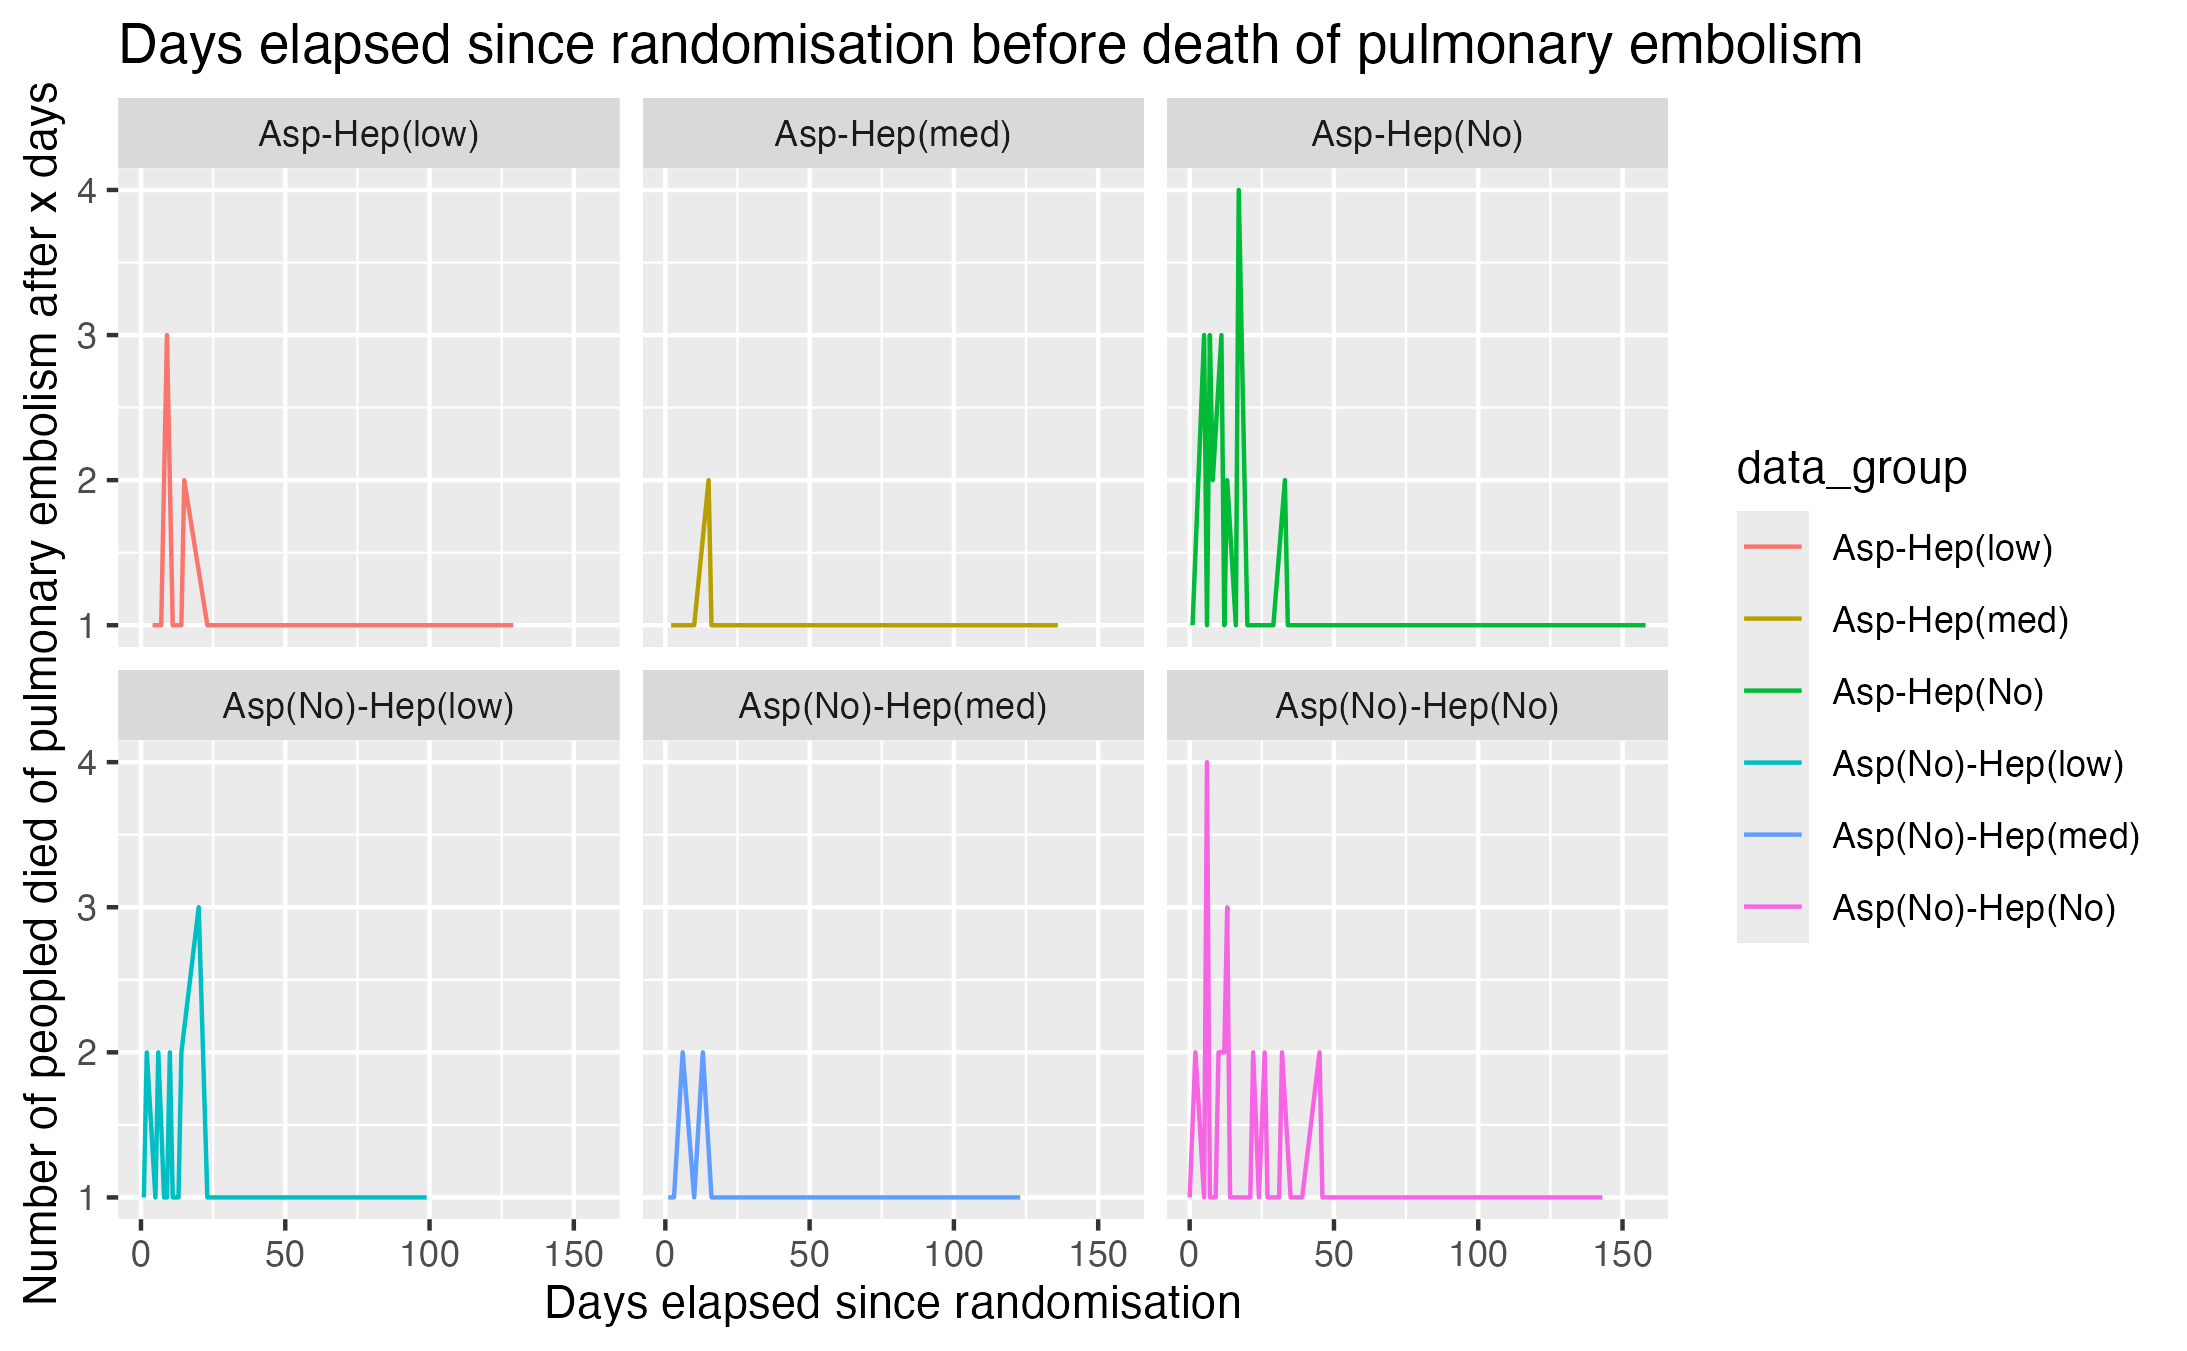 Days elapsed since randomisation before death of pulmonary embolism
Number of peopled died of pulmonary embolism after x days
Asp-Hep(low)
Asp-Hep(med)
Asp-Hep(No)
4
3
2
1
Asp(No)-Hep(low)
Asp(No)-Hep(med)
Asp(No)-Hep(No)
4
3
2
1
0 50 100 150
0 50 100 150
0 50 100 150
Days elapsed since randomisation
data_group
Asp-Hep(low)
Asp-Hep(med)
Asp-Hep(No)
Asp(No)-Hep(low)
Asp(No)-Hep(med)
Asp(No)-Hep(No)